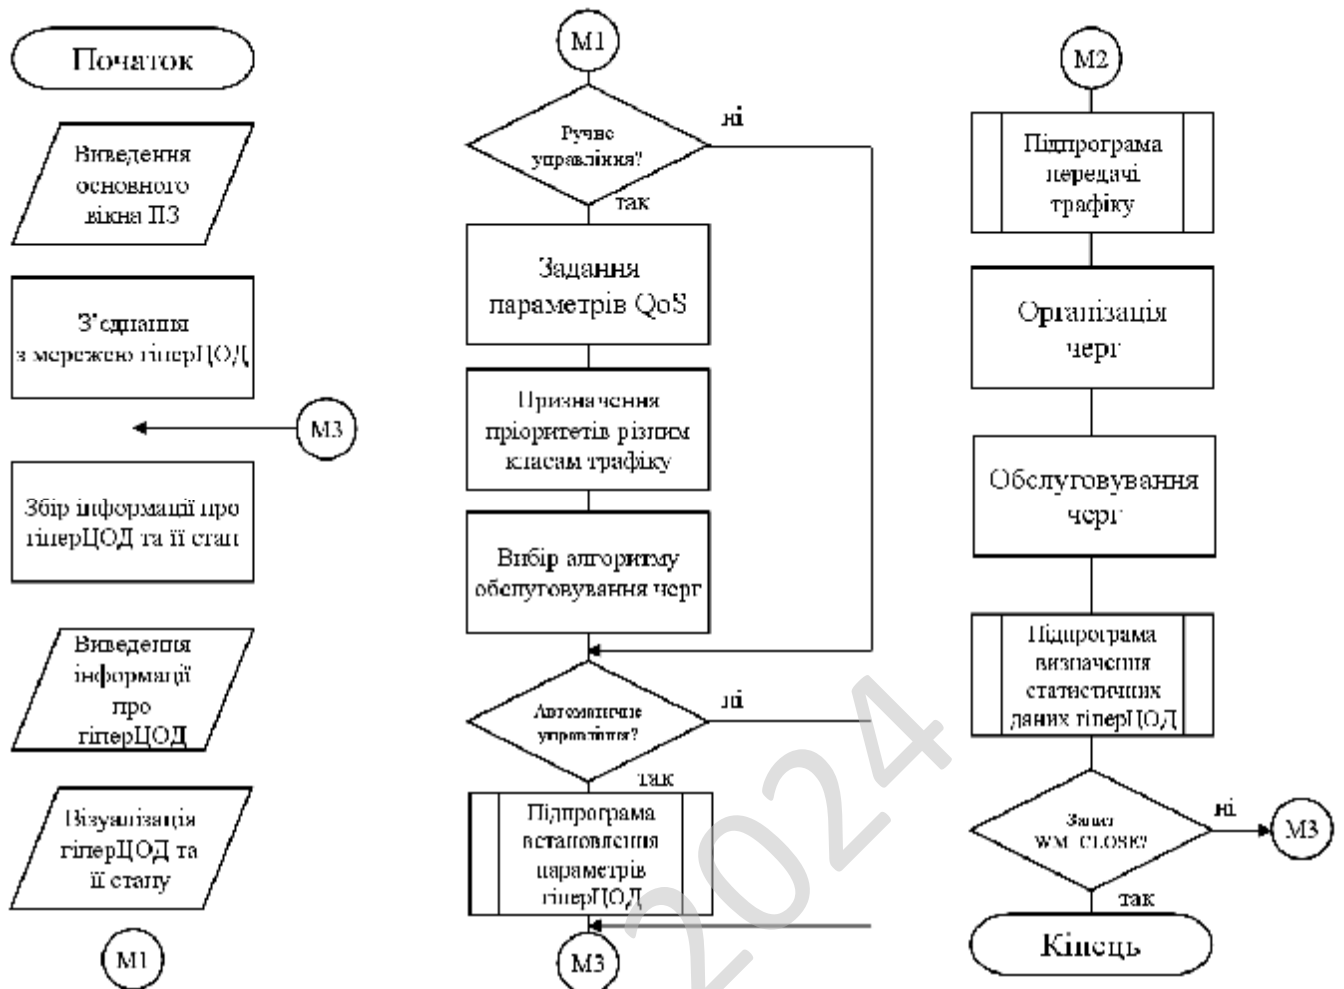 Початок
Виведення
основного
вікна ПЗ
З'єднання
з мережею гіперЦОД
М3
Збір інформації про
гіперЦОД та її стан
Виведення
інформації
про
гіперЦОД
Візуалізація
гіперЦОД та
її стану
М1
М1
Ручне
управління?
ні
так
Задання
параметрів QoS
Призначення
пріоритетів різним
класам трафіку
Вибір алгоритму
обслуговування черг
Автоматичне
управління?
ні
так
Підпрограма
встановлення
параметрів
гіперЦОД
М3
М2
Підпрограма
передачі
трафіку
Організація
черг
Обслуговування
черг
Підпрограма
визначення
статистичних
даних гіперЦОД
Запит
WM_CLOSE?
ні
М3
так
Кінець
2024